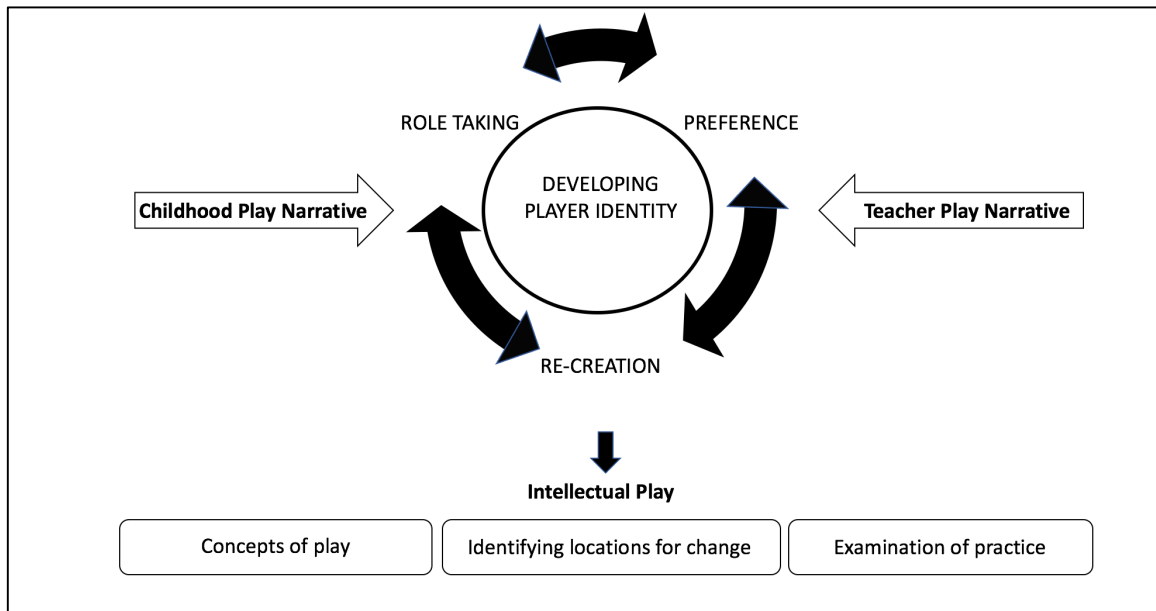 ROLE TAKING
PREFERENCE
DEVELOPING
PLAYER IDENTITY
Childhood Play Narrative
Teacher Play Narrative
RE-CREATION
Intellectual Play
Concepts of play
Identifying locations for change
Examination of practice